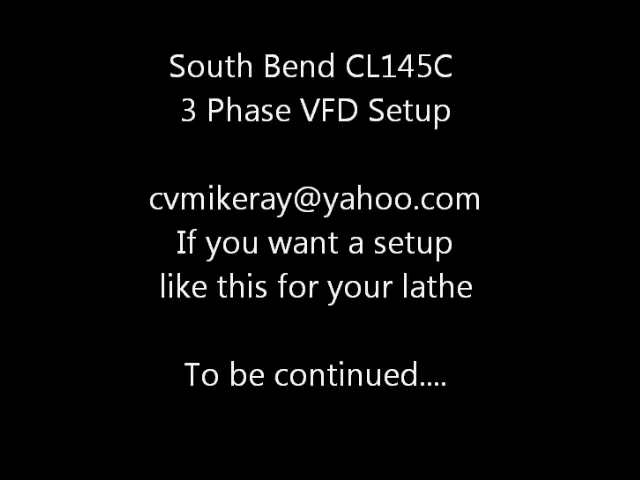 South Bend CL145C
3 Phase VFD Setup
cvmikeray@yahoo.com
If you want a setup
like this for your lathe
To be continued....